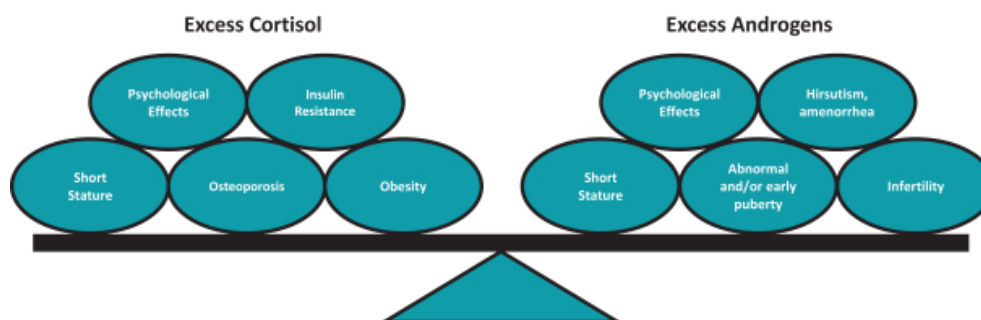 Excess Cortisol
Psychological
Effects
Insulin
Resistance
Short
Stature
Osteoporosis
Obesity
Excess Androgens
Psychological
Effects
Hirsutism,
amenorrhea
Short
Stature
Abnormal
and/or early
puberty
Infertility